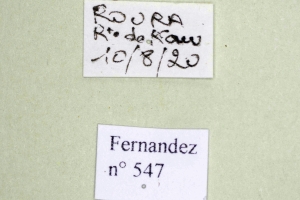 ROURA
Rte de Kaw
10/8/20
Fernandez
n° 547